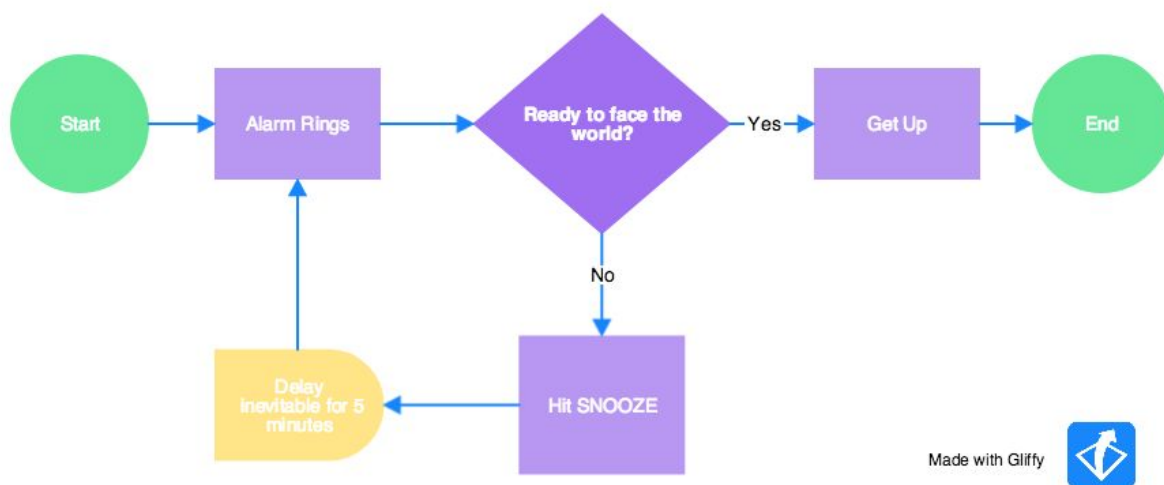 Start
Alarm Rings
Ready to face the
world?
Yes
Get Up
End
No
Delay
inevitable for 5
minutes
Hit SNOOZE
Made with Gliffy